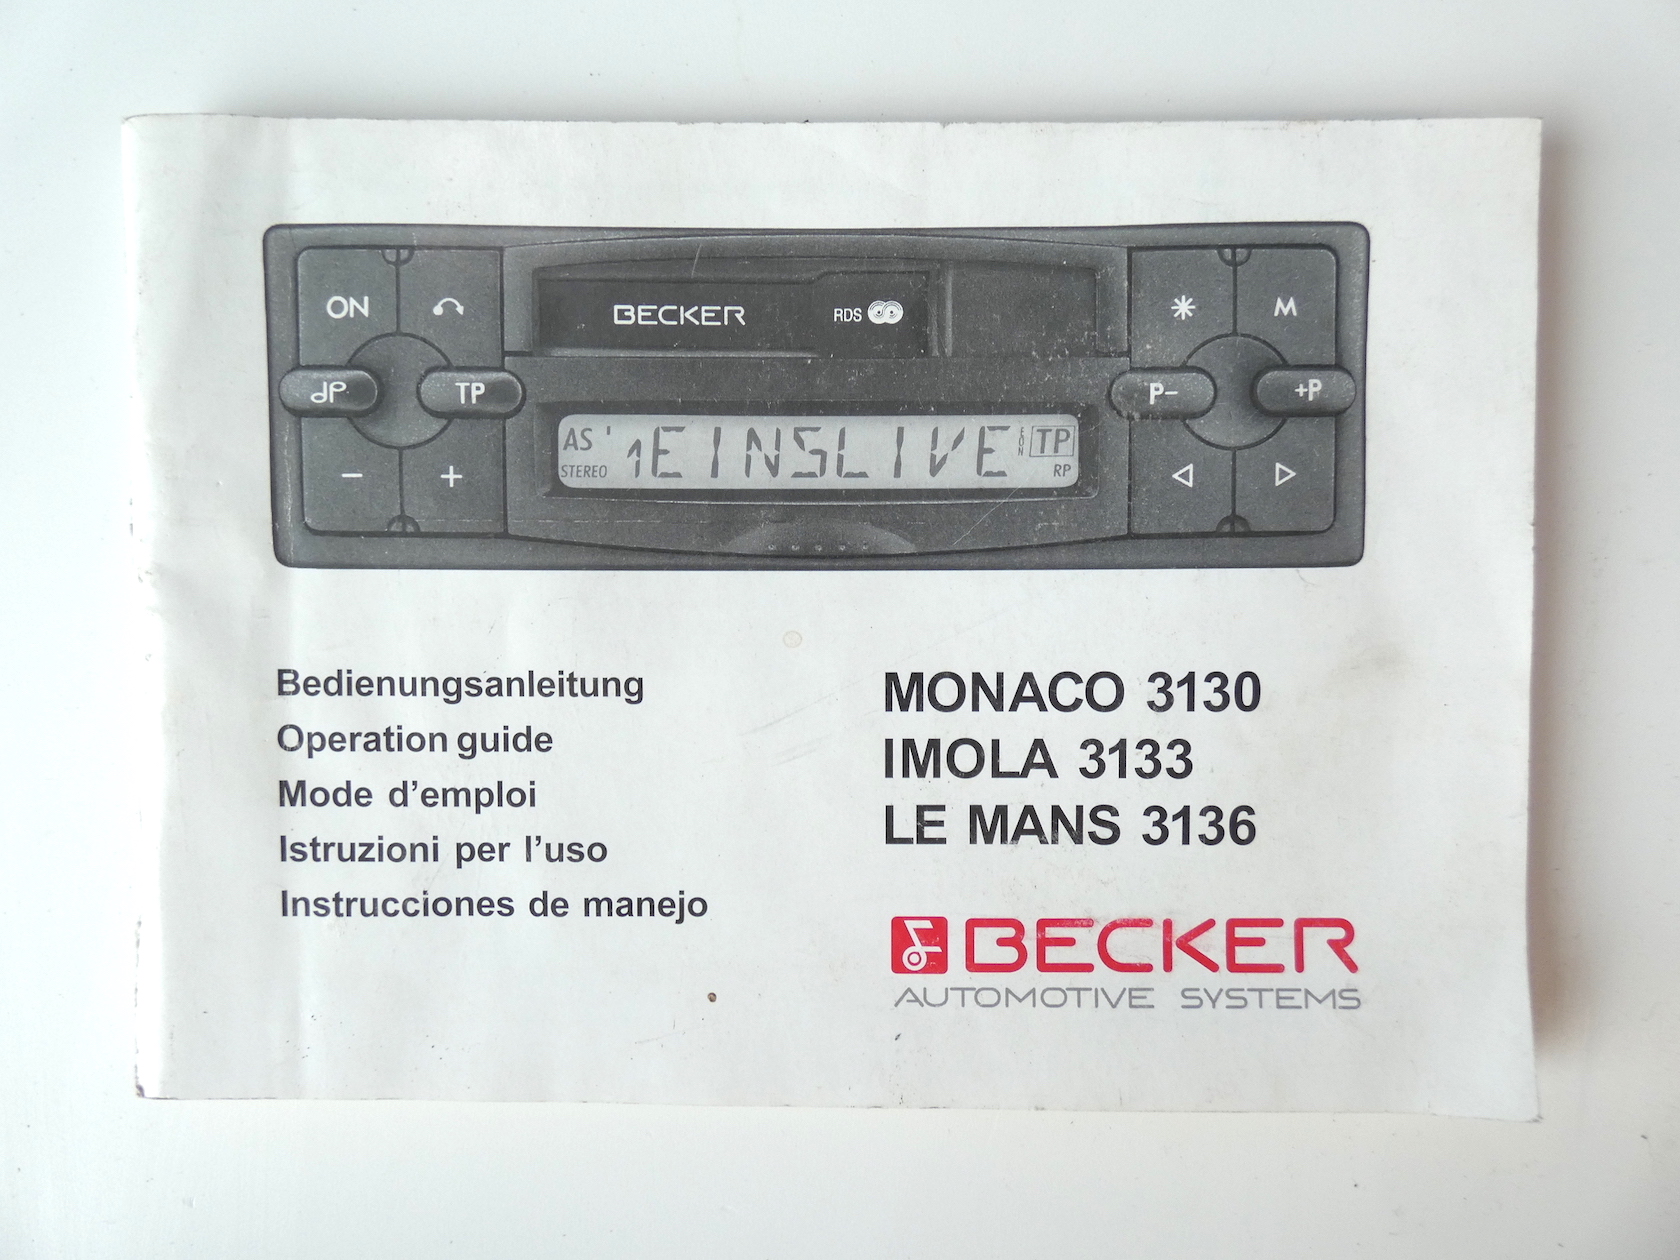 ON
BECKER
RDS
M
TP
P-
+P
- +
AS 1EINSLIVE EON TP
STEREO RP
Bedienungsanleitung
Operation guide
Mode d'emploi
Istruzioni per l'uso
Instrucciones de manejo
MONACO 3130
IMOLA 3133
LE MANS 3136
BECKER
AUTOMOTIVE SYSTEMS